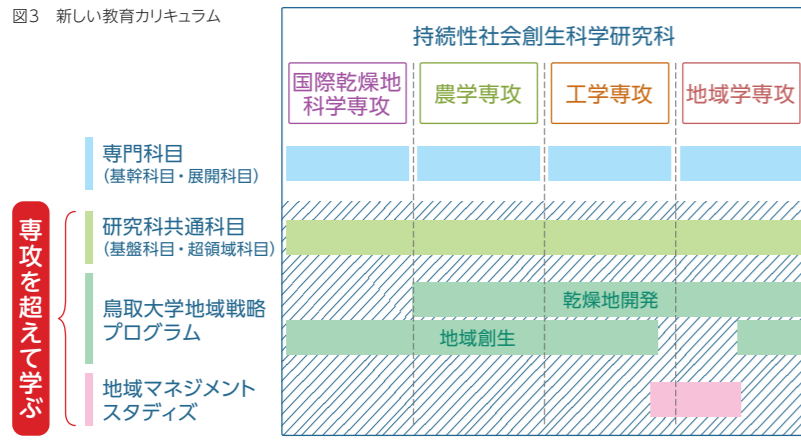 図3 新しい教育カリキュラム
持続性社会創生科学研究科
国際乾燥地
科学専攻
農学専攻
工学専攻
地域学専攻
専門科目
(基幹科目・展開科目)
専攻を超えて学ぶ
研究科共通科目
(基盤科目・超領域科目)
鳥取大学地域戦略
プログラム
乾燥地開発
地域創生
地域マネジメント
スタディズ